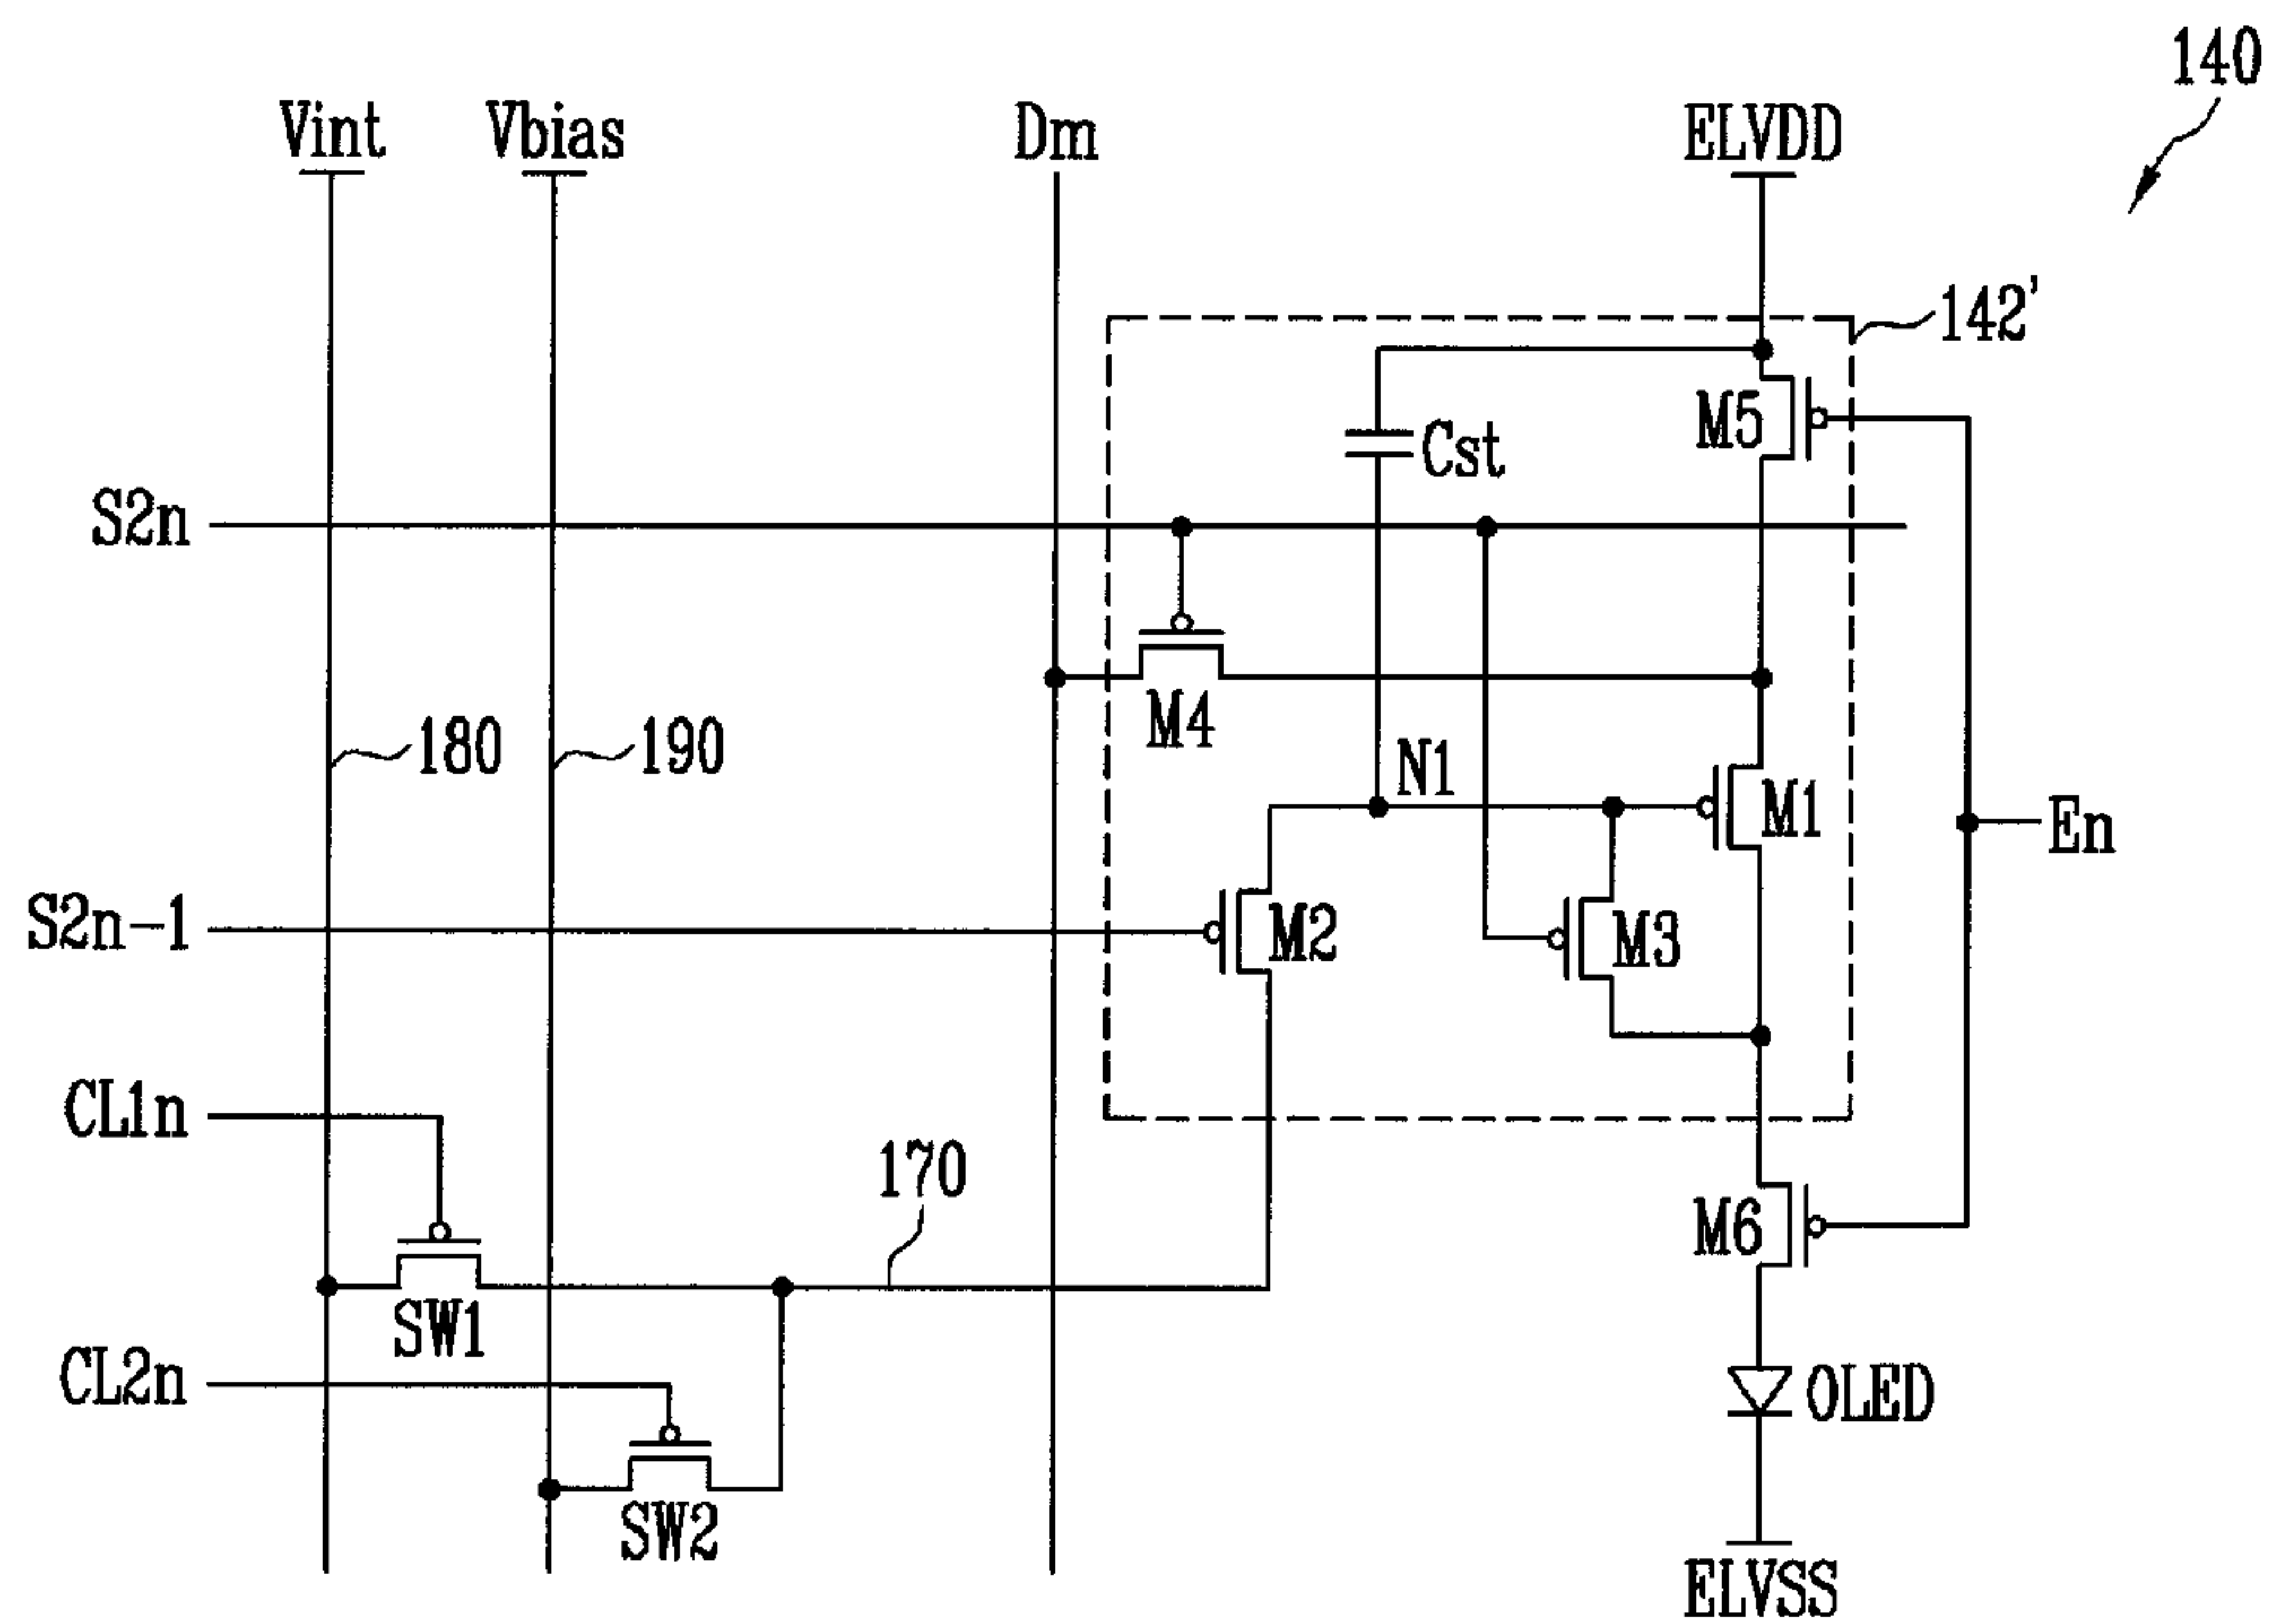 140
Vint
Vbias
Dm
ELVDD
142'
M5
Cst
S2n
M4
180
190
N1
M1
En
S2n-1
M2
M3
CL1n
170
M6
SW1
CL2n
OLED
SW2
ELVSS